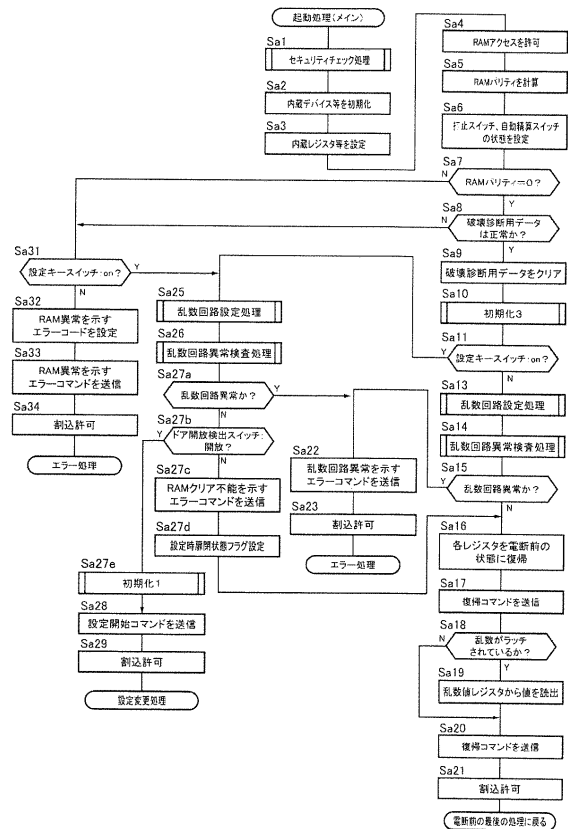 起動処理(メイン)
Sa1
セキュリティチェック処理
Sa2
内蔵デバイス等を初期化
Sa3
内蔵レジスタ等を設定
Sa4
RAMアクセスを許可
Sa5
RAMパリティを計算
Sa6
打止スイッチ、自動精算スイッチ
の状態を設定
Sa7
N
RAMパリティ=0?
Y
Sa8
N
破壊診断用データ
は正常か?
Y
Sa9
破壊診断用データをクリア
Sa10
初期化3
Sa11
Y
設定キースイッチ:on?
N
Sa13
乱数回路設定処理
Sa14
乱数回路異常検査処理
Sa15
Y
乱数回路異常か?
N
Sa16
各レジスタを電断前の
状態に復帰
Sa17
復帰コマンドを送信
Sa18
N
乱数がラッチ
されているか?
Y
Sa19
乱数値レジスタから値を読出
Sa20
復帰コマンドを送信
Sa21
割込許可
電断前の最後の処理に戻る
Sa31
設定キースイッチ:on?
Y
N
Sa32
RAM異常を示す
エラーコードを設定
Sa33
RAM異常を示す
エラーコマンドを送信
Sa34
割込許可
エラー処理
Sa25
乱数回路設定処理
Sa26
乱数回路異常検査処理
Sa27a
乱数回路異常か?
Y
N
Sa27b
Y
ドア開放検出スイッチ:
開放?
N
Sa27c
RAMクリア不能を示す
エラーコマンドを送信
Sa27d
設定時扉閉状態フラグ設定
Sa22
乱数回路異常を示す
エラーコマンドを送信
Sa23
割込許可
エラー処理
Sa27e
初期化1
Sa28
設定開始コマンドを送信
Sa29
割込許可
設定変更処理